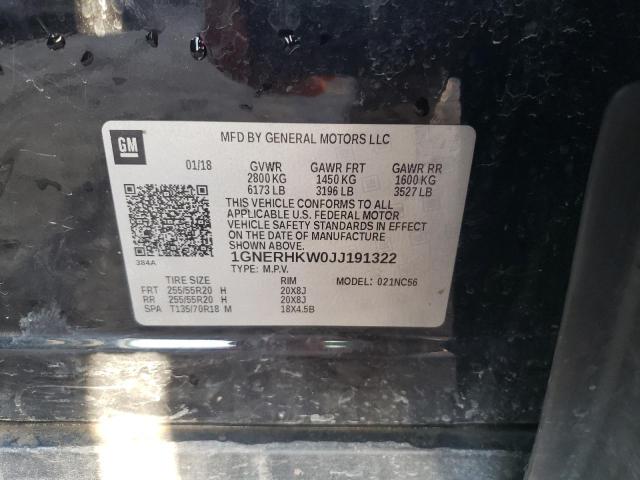 GM
MFD BY GENERAL MOTORS LLC
01/18 GVWR GAWR FRT GAWR RR
2800 KG 1450 KG 1600 KG
6173 LB 3196 LB 3527 LB
THIS VEHICLE CONFORMS TO ALL
APPLICABLE U.S. FEDERAL MOTOR
VEHICLE SAFETY STANDARDS IN EFFECT
ON THE DATE OF MANUFACTURE
SHOWN ABOVE.
1GNERHKW0JJ191322
384A TYPE: M.P.V.
TIRE SIZE RIM MODEL: 021NC56
FRT 255/55R20 H 20X8J
RR 255/55R20 H 20X8J
SPA T135/70R18 M 18X4.5B